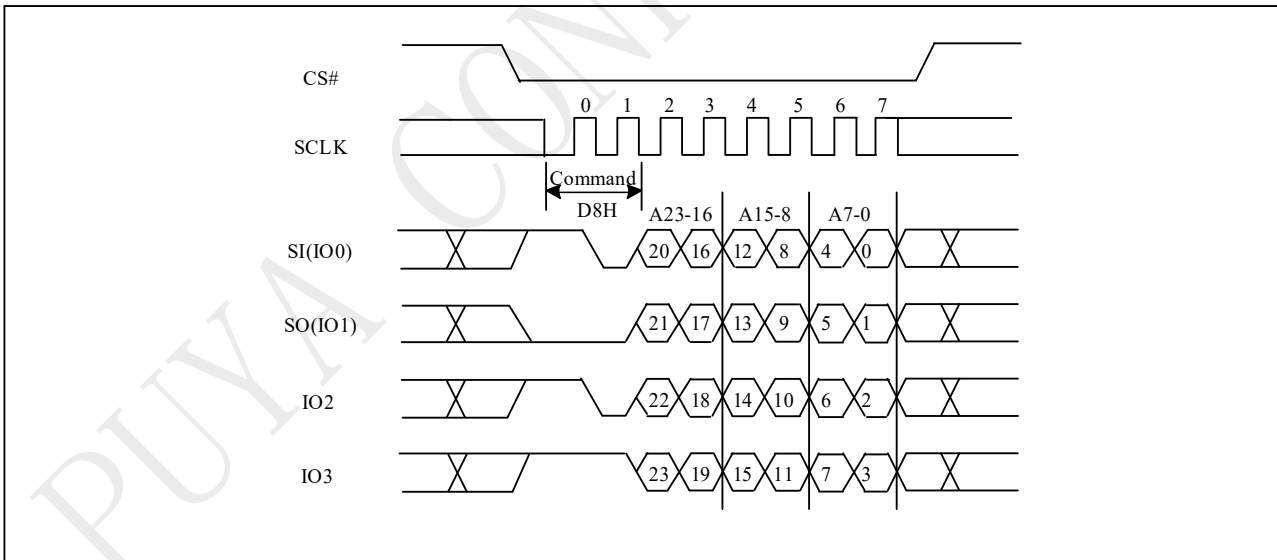 PUYA CON
CS#
0 1 2 3 4 5 6 7
SCLK
Command
D8H
A23-16 A15-8 A7-0
SI(IO0) 20 16 12 8 4 0
SO(IO1) 21 17 13 9 5 1
IO2 22 18 14 10 6 2
IO3 23 19 15 11 7 3